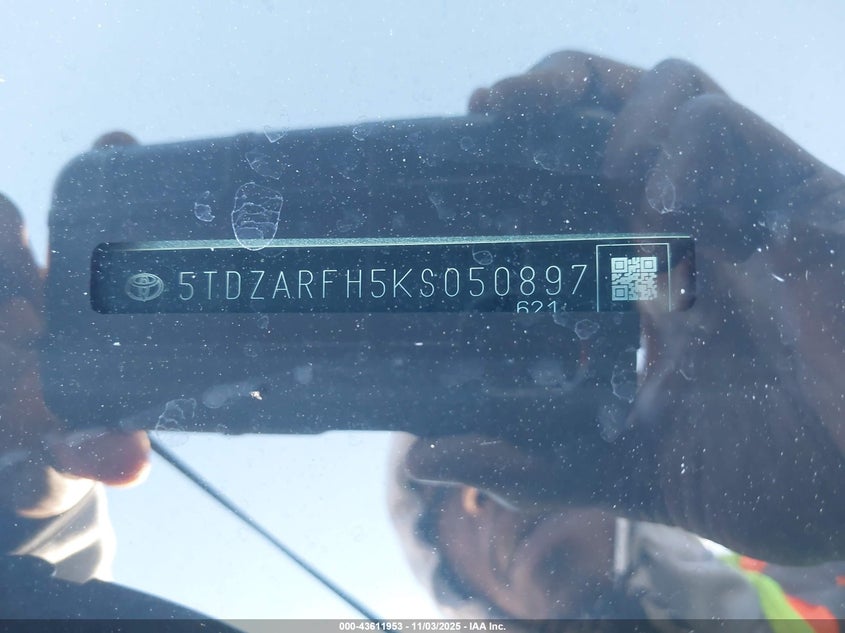 5TDZARFH5KS050897
621
000-43611953 - 11/03/2025 - IAA Inc.